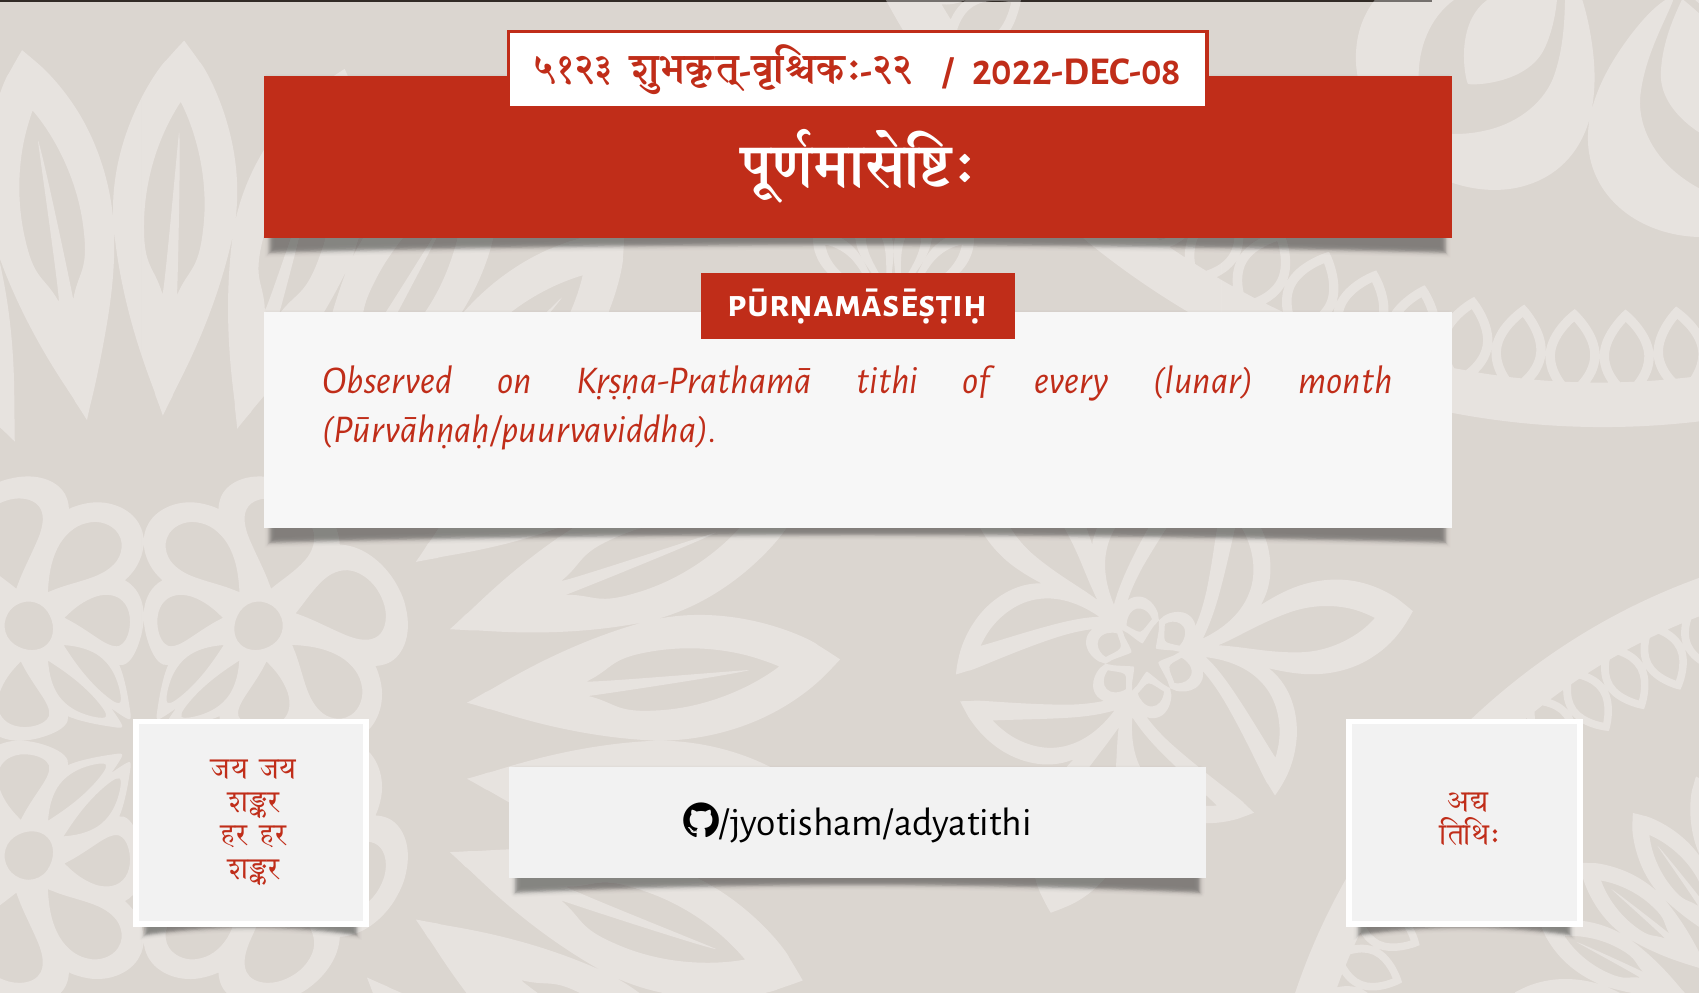 ५१२३ शुभकृत्-वृश्चिकः-२२ / 2022-DEC-08
पूर्णमासेष्टिः
PŪRṆAMĀSĒṢṬIḤ
Observed on Kṛṣṇa-Prathamā tithi of every (lunar) month
(Pūrvāhṇaḥ/puurvaviddha).
जय जय
शङ्कर
हर हर
शङ्कर
/jyotisham/adyatithi
अद्य
तिथिः